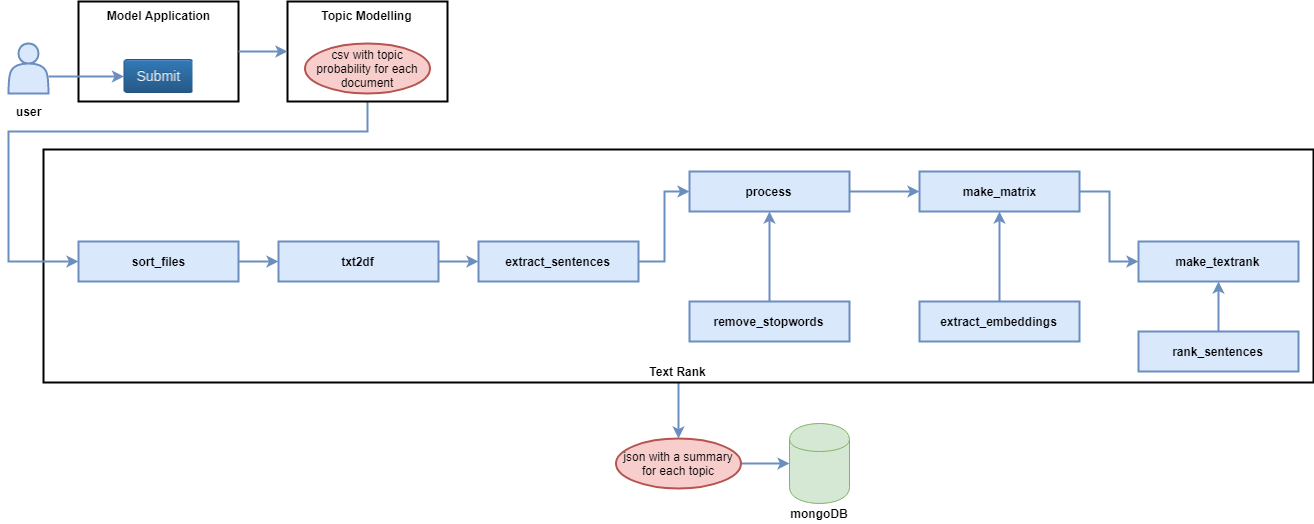 Model Application
Topic Modelling
csv with topic
probability for each
document
Submit
user
process
make_matrix
sort_files
txt2df
extract_sentences
make_textrank
remove_stopwords
extract_embeddings
rank_sentences
Text Rank
json with a summary
for each topic
mongoDB